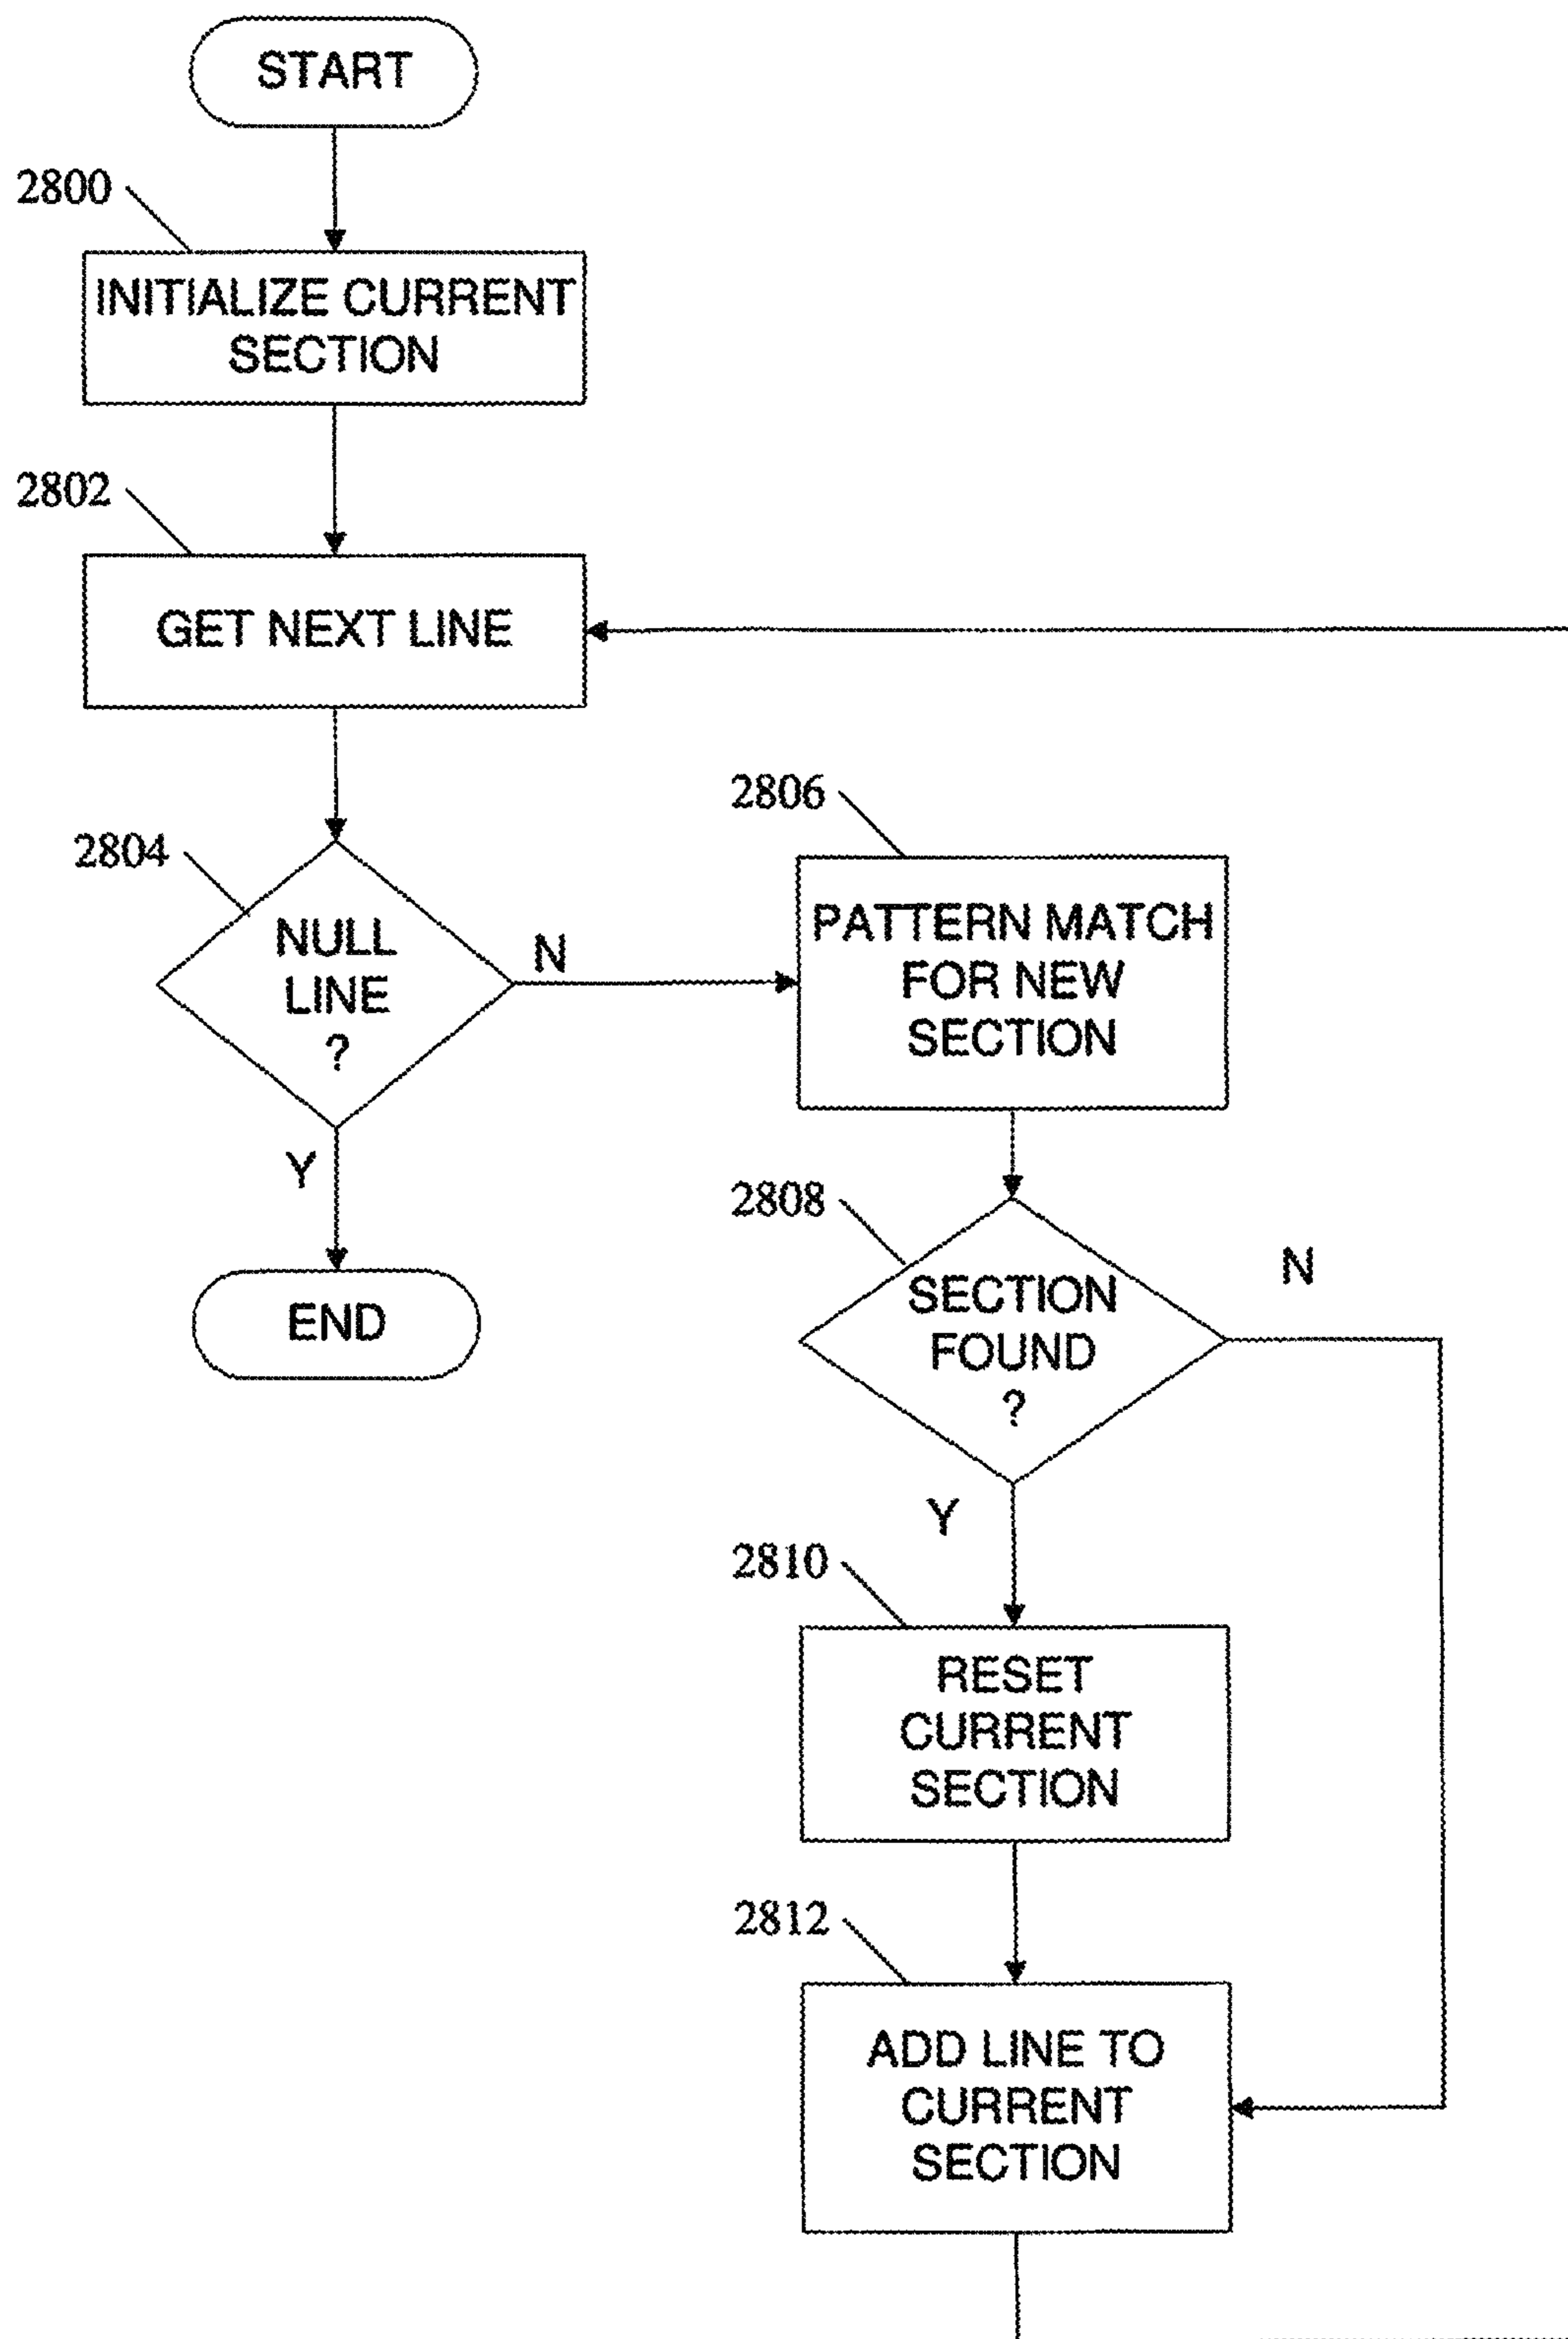 START
2800
INITIALIZE CURRENT
SECTION
2802
GET NEXT LINE
2804
NULL
LINE
?
N
Y
END
2806
PATTERN MATCH
FOR NEW
SECTION
2808
SECTION
FOUND
?
N
Y
2810
RESET
CURRENT
SECTION
2812
ADD LINE TO
CURRENT
SECTION